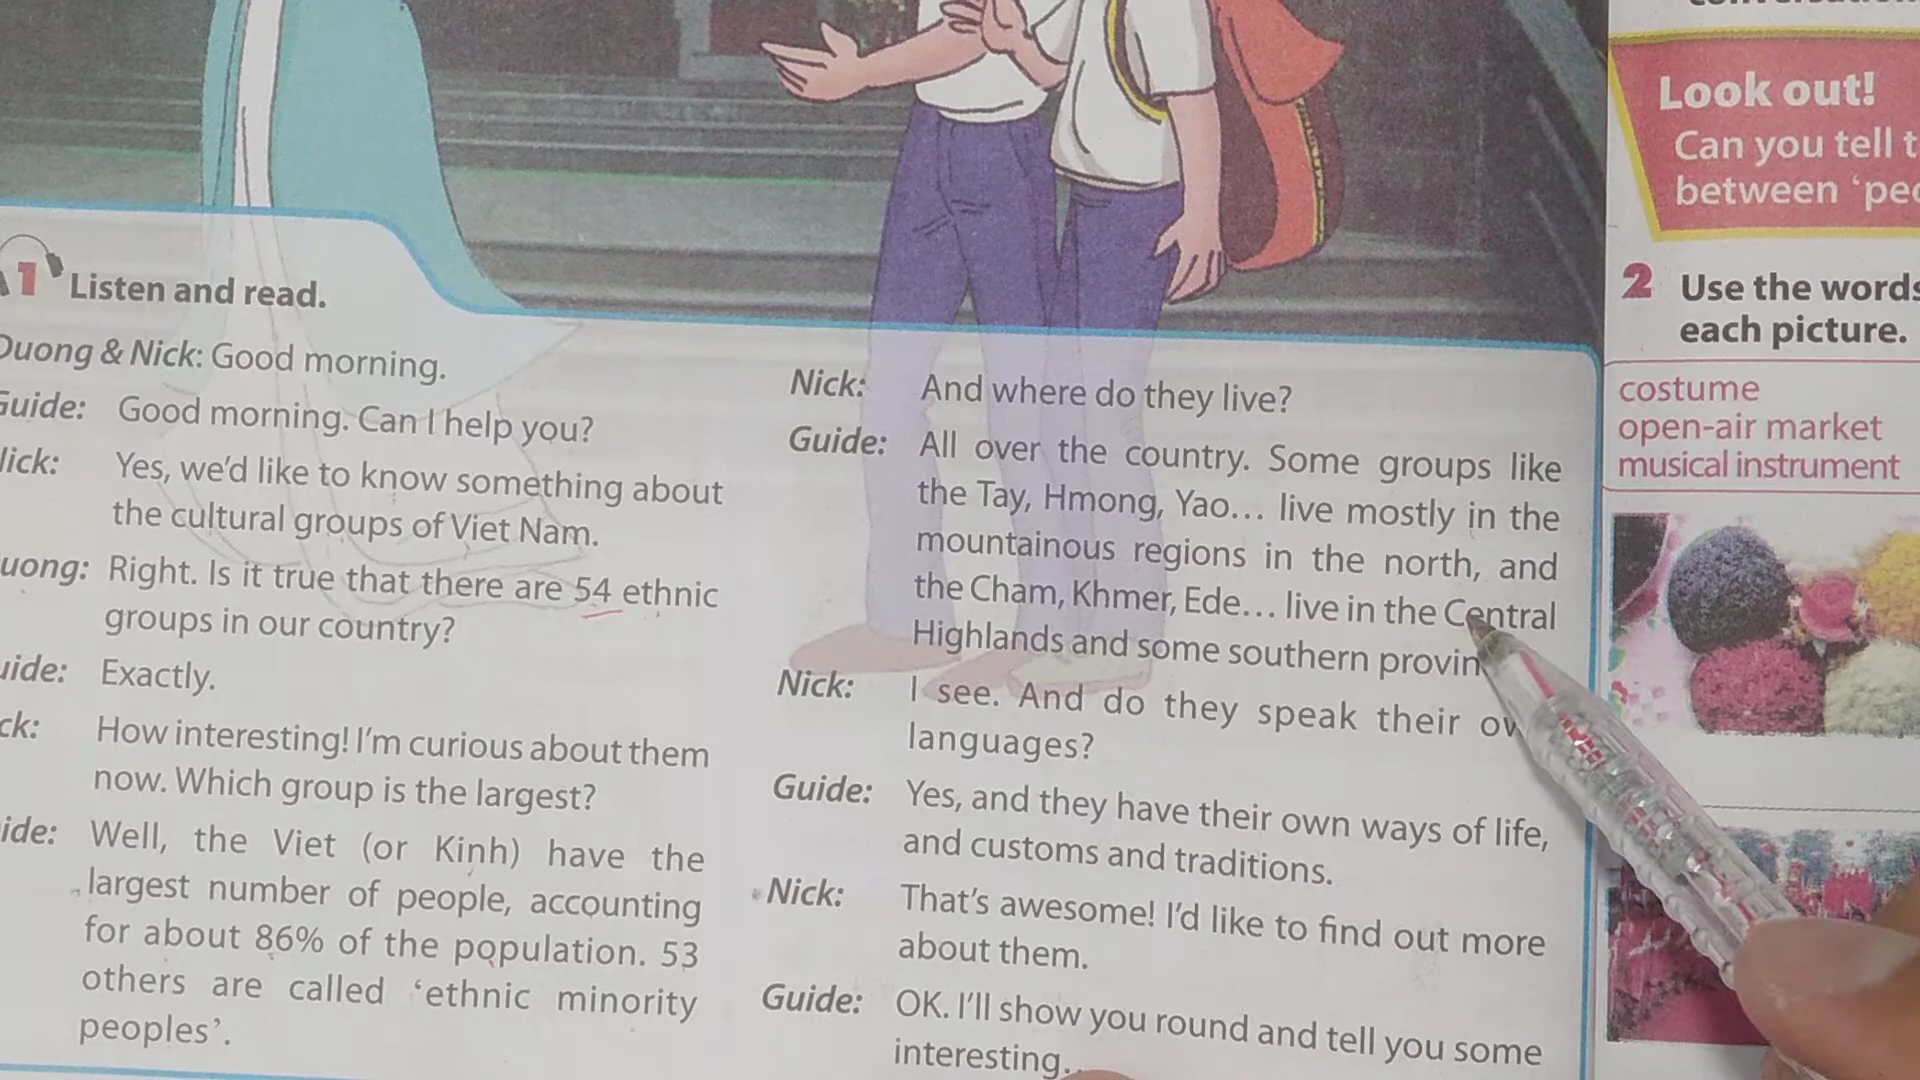 1 Listen and read.
Duong & Nick: Good morning.
Guide: Good morning. Can I help you?
Nick: Yes, we'd like to know something about
the cultural groups of Viet Nam.
Duong: Right. Is it true that there are 54 ethnic
groups in our country?
Guide: Exactly.
Nick: How interesting! I'm curious about them
now. Which group is the largest?
Guide: Well, the Viet (or Kinh) have the
largest number of people, accounting
for about 86% of the population. 53
others are called ‘ethnic minority
peoples’.
Nick: And where do they live?
Guide: All over the country. Some groups like
the Tay, Hmong, Yao... live mostly in the
mountainous regions in the north, and
the Cham, Khmer, Ede... live in the Central
Highlands and some southern provin
Nick: I see. And do they speak their ow
languages?
Guide: Yes, and they have their own ways of life,
and customs and traditions.
Nick: That's awesome! I'd like to find out more
about them.
Guide: OK. I'll show you round and tell you some
interesting...
Look out!
Can you tell t
between ‘peo
2 Use the words
each picture.
costume
open-air market
musical instrument